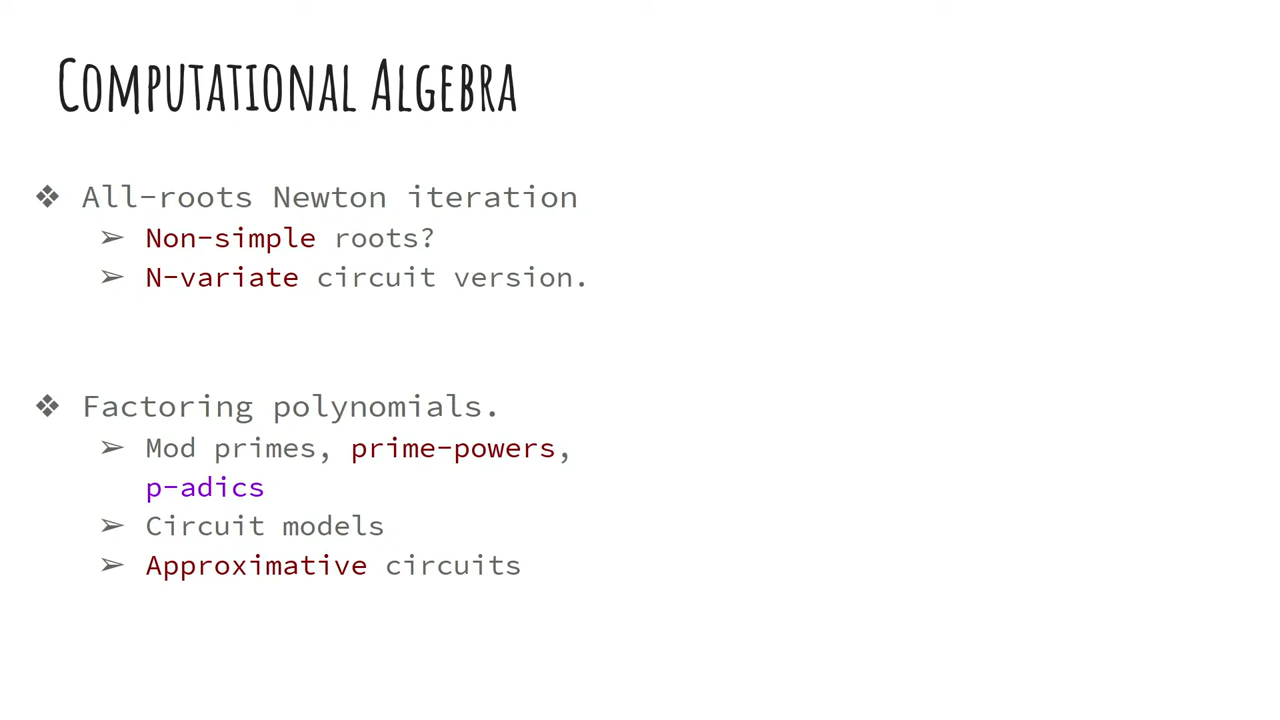 Computational Algebra
❖ All-roots Newton iteration
➢ Non-simple roots?
➢ N-variate circuit version.
❖ Factoring polynomials.
➢ Mod primes, prime-powers,
p-adics
➢ Circuit models
➢ Approximative circuits